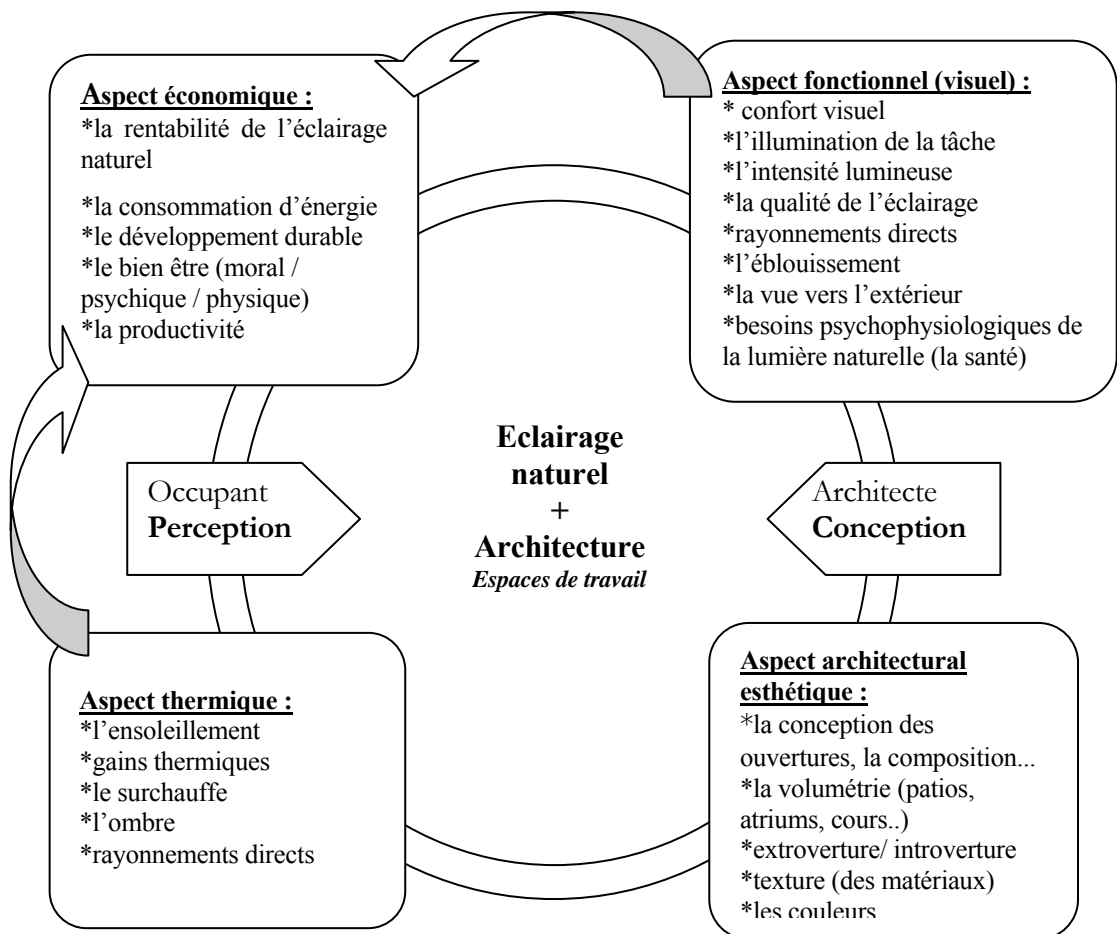 Aspect économique :
*la rentabilité de l’éclairage
naturel
*la consommation d’énergie
*le développement durable
*le bien être (moral /
psychique / physique)
*la productivité
Aspect fonctionnel (visuel) :
* confort visuel
*l’illumination de la tâche
*l’intensité lumineuse
*la qualité de l’éclairage
*rayonnements directs
*l’éblouissement
*la vue vers l’extérieur
*besoins psychophysiologiques de
la lumière naturelle (la santé)
Occupant
Perception
Eclairage
naturel
+
Architecture
Espaces de travail
Architecte
Conception
Aspect thermique :
*l’ensoleillement
*gains thermiques
*le surchauffe
*l’ombre
*rayonnements directs
Aspect architectural
esthétique :
*la conception des
ouvertures, la composition...
*la volumétrie (patios,
atriums, cours..)
*extroverture/ introverture
*texture (des matériaux)
*les couleurs